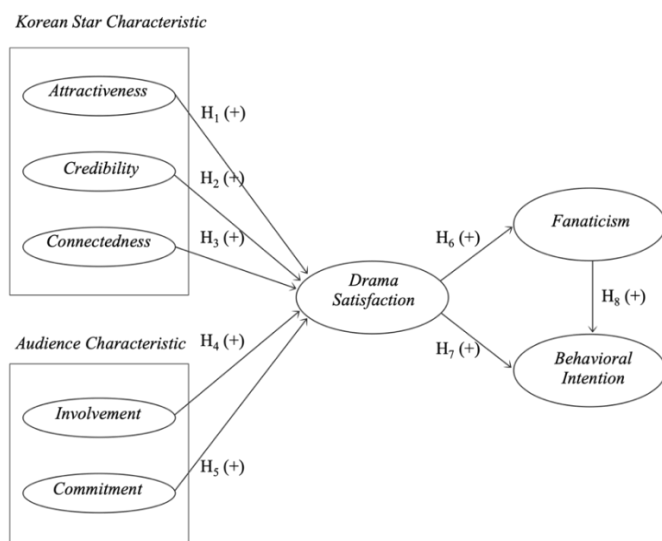 Korean Star Characteristic
Attractiveness
H₁ (+)
Credibility
H₂ (+)
Connectedness
H₃ (+)
Drama
Satisfaction
H₆ (+)
Fanaticism
H₈ (+)
H₇ (+)
Behavioral
Intention
Audience Characteristic
H₄ (+)
Involvement
H₅ (+)
Commitment